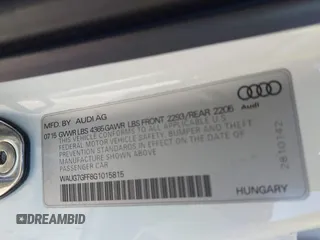 MFD. BY AUDI AG
07/15 GVWR LBS 4365 GAWR LBS FRONT 2293/REAR 2205
THIS VEHICLE CONFORMS TO ALL APPLICABLE
FEDERAL MOTOR VEHICLE SAFETY, BUMPER AND THEFT
PREVENTION STANDARDS IN EFFECT ON THE DATE OF
MANUFACTURE SHOWN ABOVE.
PASSENGER CAR
WAUG7GFF8G1015815
HUNGARY
Audi
2810142
DREAMBID